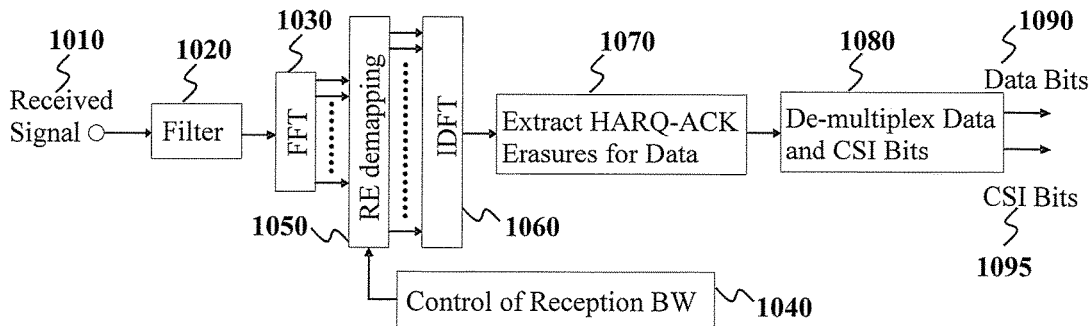 1010
Received
Signal
1020
Filter
1030
FFT
RE demapping
1050
IDFT
1060
1070
Extract HARQ-ACK
Erasures for Data
1080
De-multiplex Data
and CSI Bits
1090
Data Bits
CSI Bits
1095
Control of Reception BW
1040